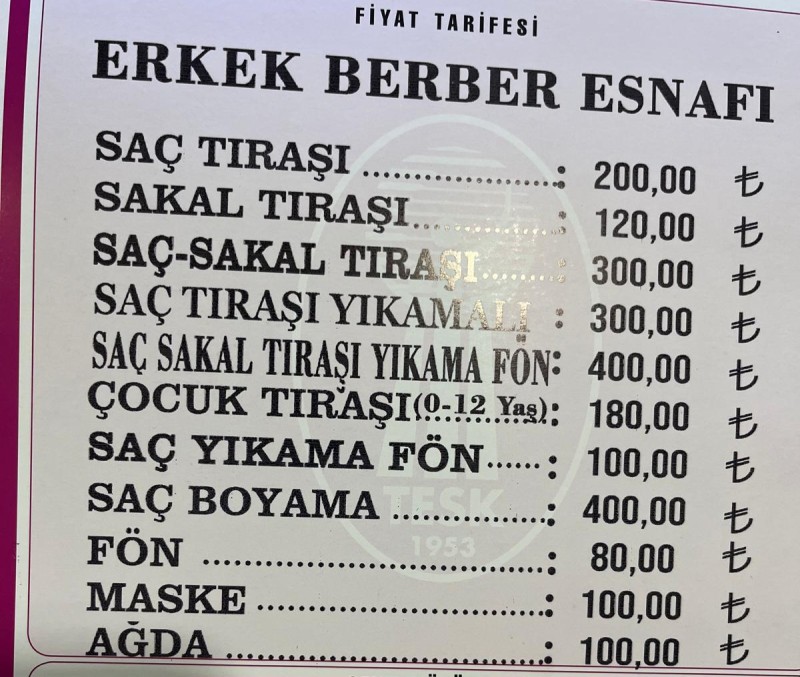 FİYAT TARİFESİ
ERKEK BERBER ESNAFI
SAÇ TIRAŞI ....................: 200,00 ₺
SAKAL TIRAŞI...............: 120,00 ₺
SAÇ-SAKAL TIRAŞI........: 300,00 ₺
SAÇ TIRAŞI YIKAMALI : 300,00 ₺
SAÇ SAKAL TIRAŞI YIKAMA FÖN: 400,00 ₺
ÇOCUK TIRAŞI(0-12 Yaş): 180,00 ₺
SAÇ YIKAMA FÖN......: 100,00 ₺
SAÇ BOYAMA ................: 400,00 ₺
FÖN ...................................: 80,00 ₺
MASKE .............................: 100,00 ₺
AĞDA ................................: 100,00 ₺
TESK
1953